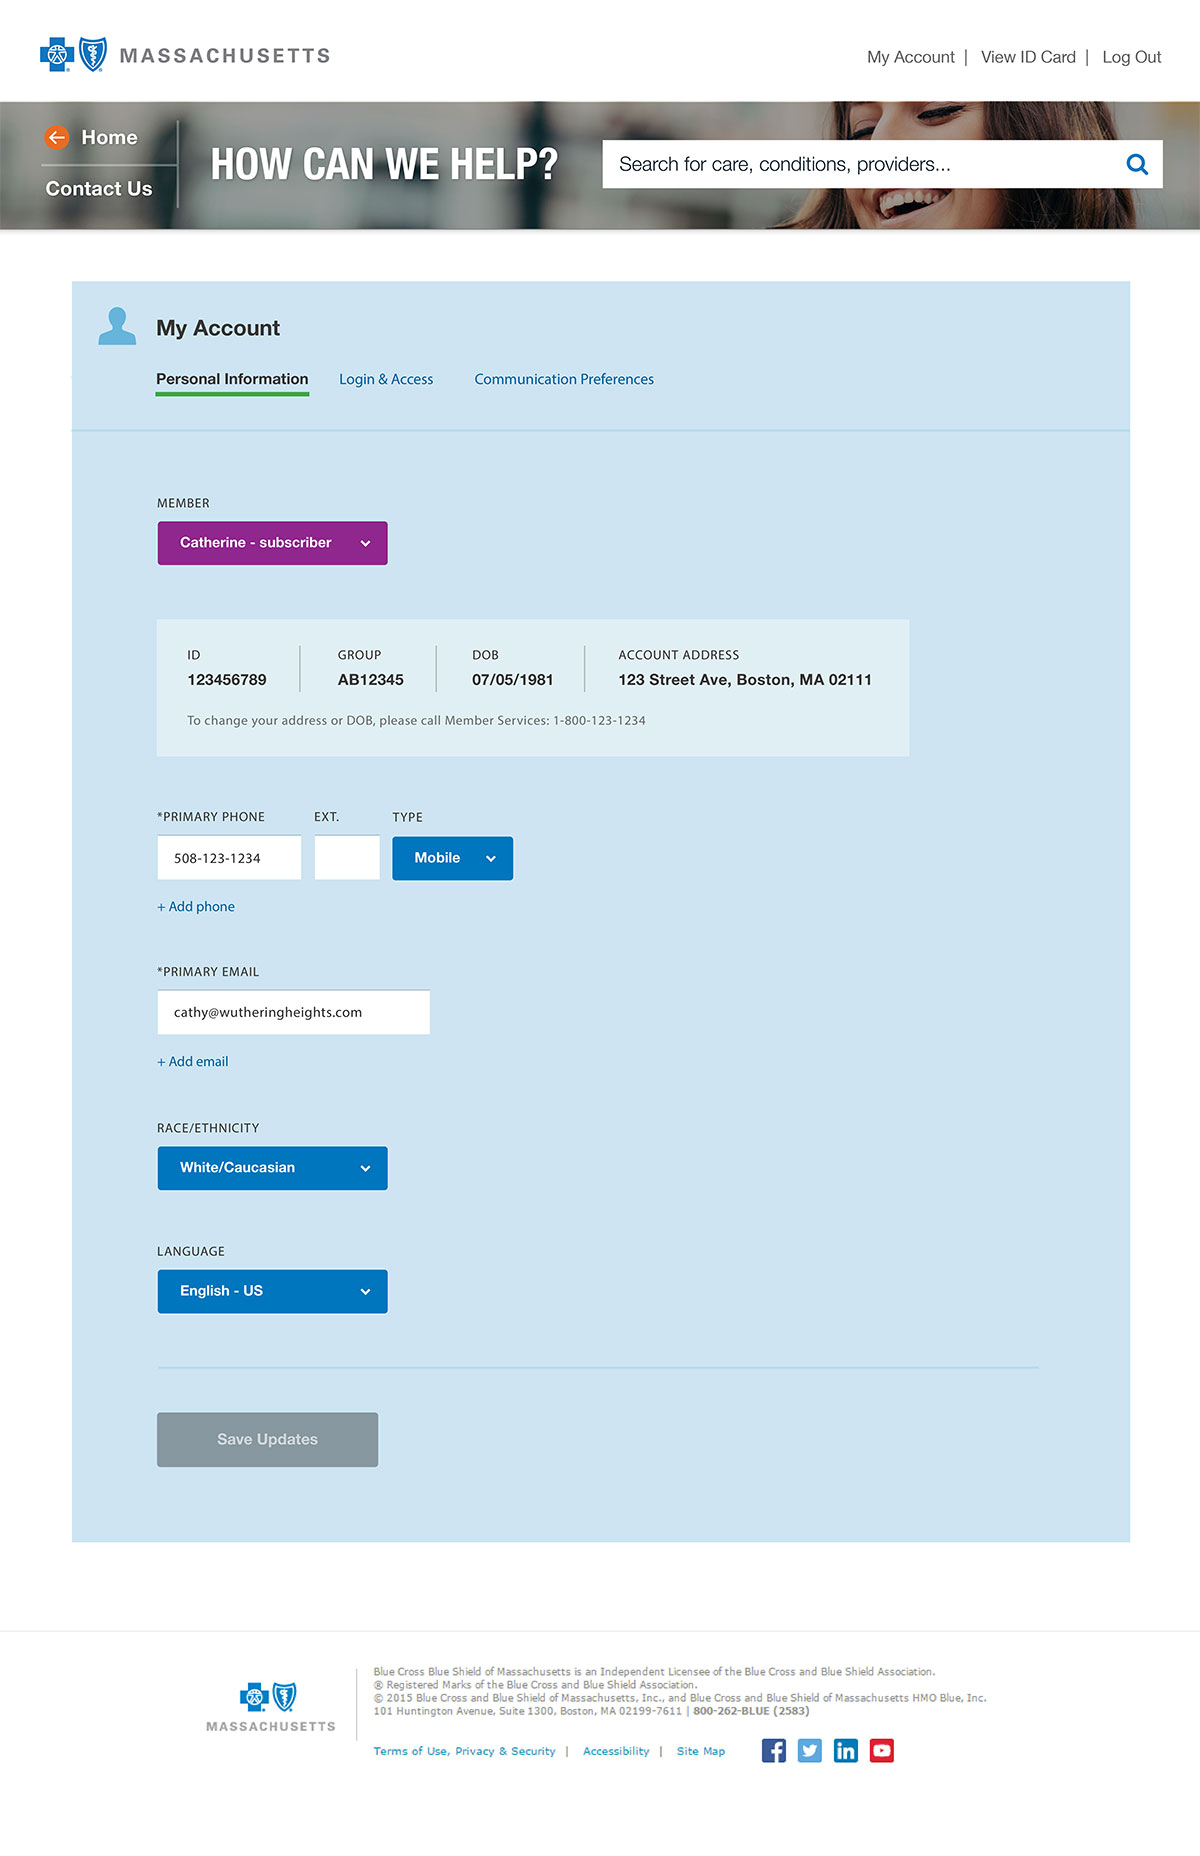 MASSACHUSETTS
My Account | View ID Card | Log Out
Home
Contact Us
HOW CAN WE HELP?
Search for care, conditions, providers...
My Account
Personal Information Login & Access Communication Preferences
MEMBER
Catherine - subscriber
ID GROUP DOB ACCOUNT ADDRESS
123456789 AB12345 07/05/1981 123 Street Ave, Boston, MA 02111
To change your address or DOB, please call Member Services: 1-800-123-1234
*PRIMARY PHONE EXT. TYPE
508-123-1234 Mobile
+ Add phone
*PRIMARY EMAIL
cathy@wutheringheights.com
+ Add email
RACE/ETHNICITY
White/Caucasian
LANGUAGE
English - US
Save Updates
MASSACHUSETTS
Blue Cross Blue Shield of Massachusetts is an Independent Licensee of the Blue Cross and Blue Shield Association.
® Registered Marks of the Blue Cross and Blue Shield Association.
© 2015 Blue Cross and Blue Shield of Massachusetts, Inc., and Blue Cross and Blue Shield of Massachusetts HMO Blue, Inc.
101 Huntington Avenue, Suite 1300, Boston, MA 02199-7611 | 800-262-BLUE (2583)
Terms of Use, Privacy & Security | Accessibility | Site Map